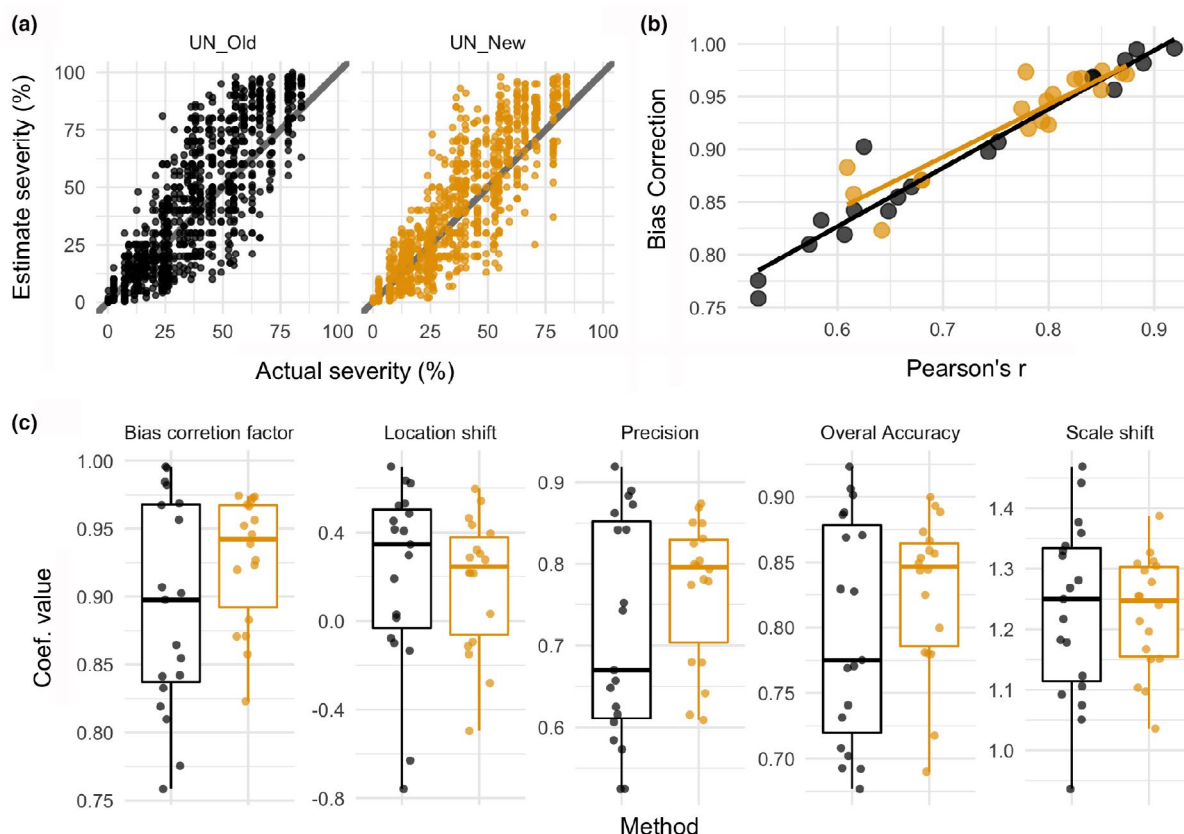 (a)
UN_Old UN_New
Estimate severity (%)
100
75
50
25
0
0 25 50 75 100 0 25 50 75 100
Actual severity (%)
(b)
Bias Correction
1.00
0.95
0.90
0.85
0.80
0.75
0.6 0.7 0.8 0.9
Pearson's r
(c)
Coef. value
Bias corretion factor
1.00
0.95
0.90
0.85
0.80
0.75
Location shift
0.4
0.0
-0.4
-0.8
Precision
0.9
0.8
0.7
0.6
Overal Accuracy
0.90
0.85
0.80
0.75
0.70
Scale shift
1.4
1.3
1.2
1.1
1.0
Method